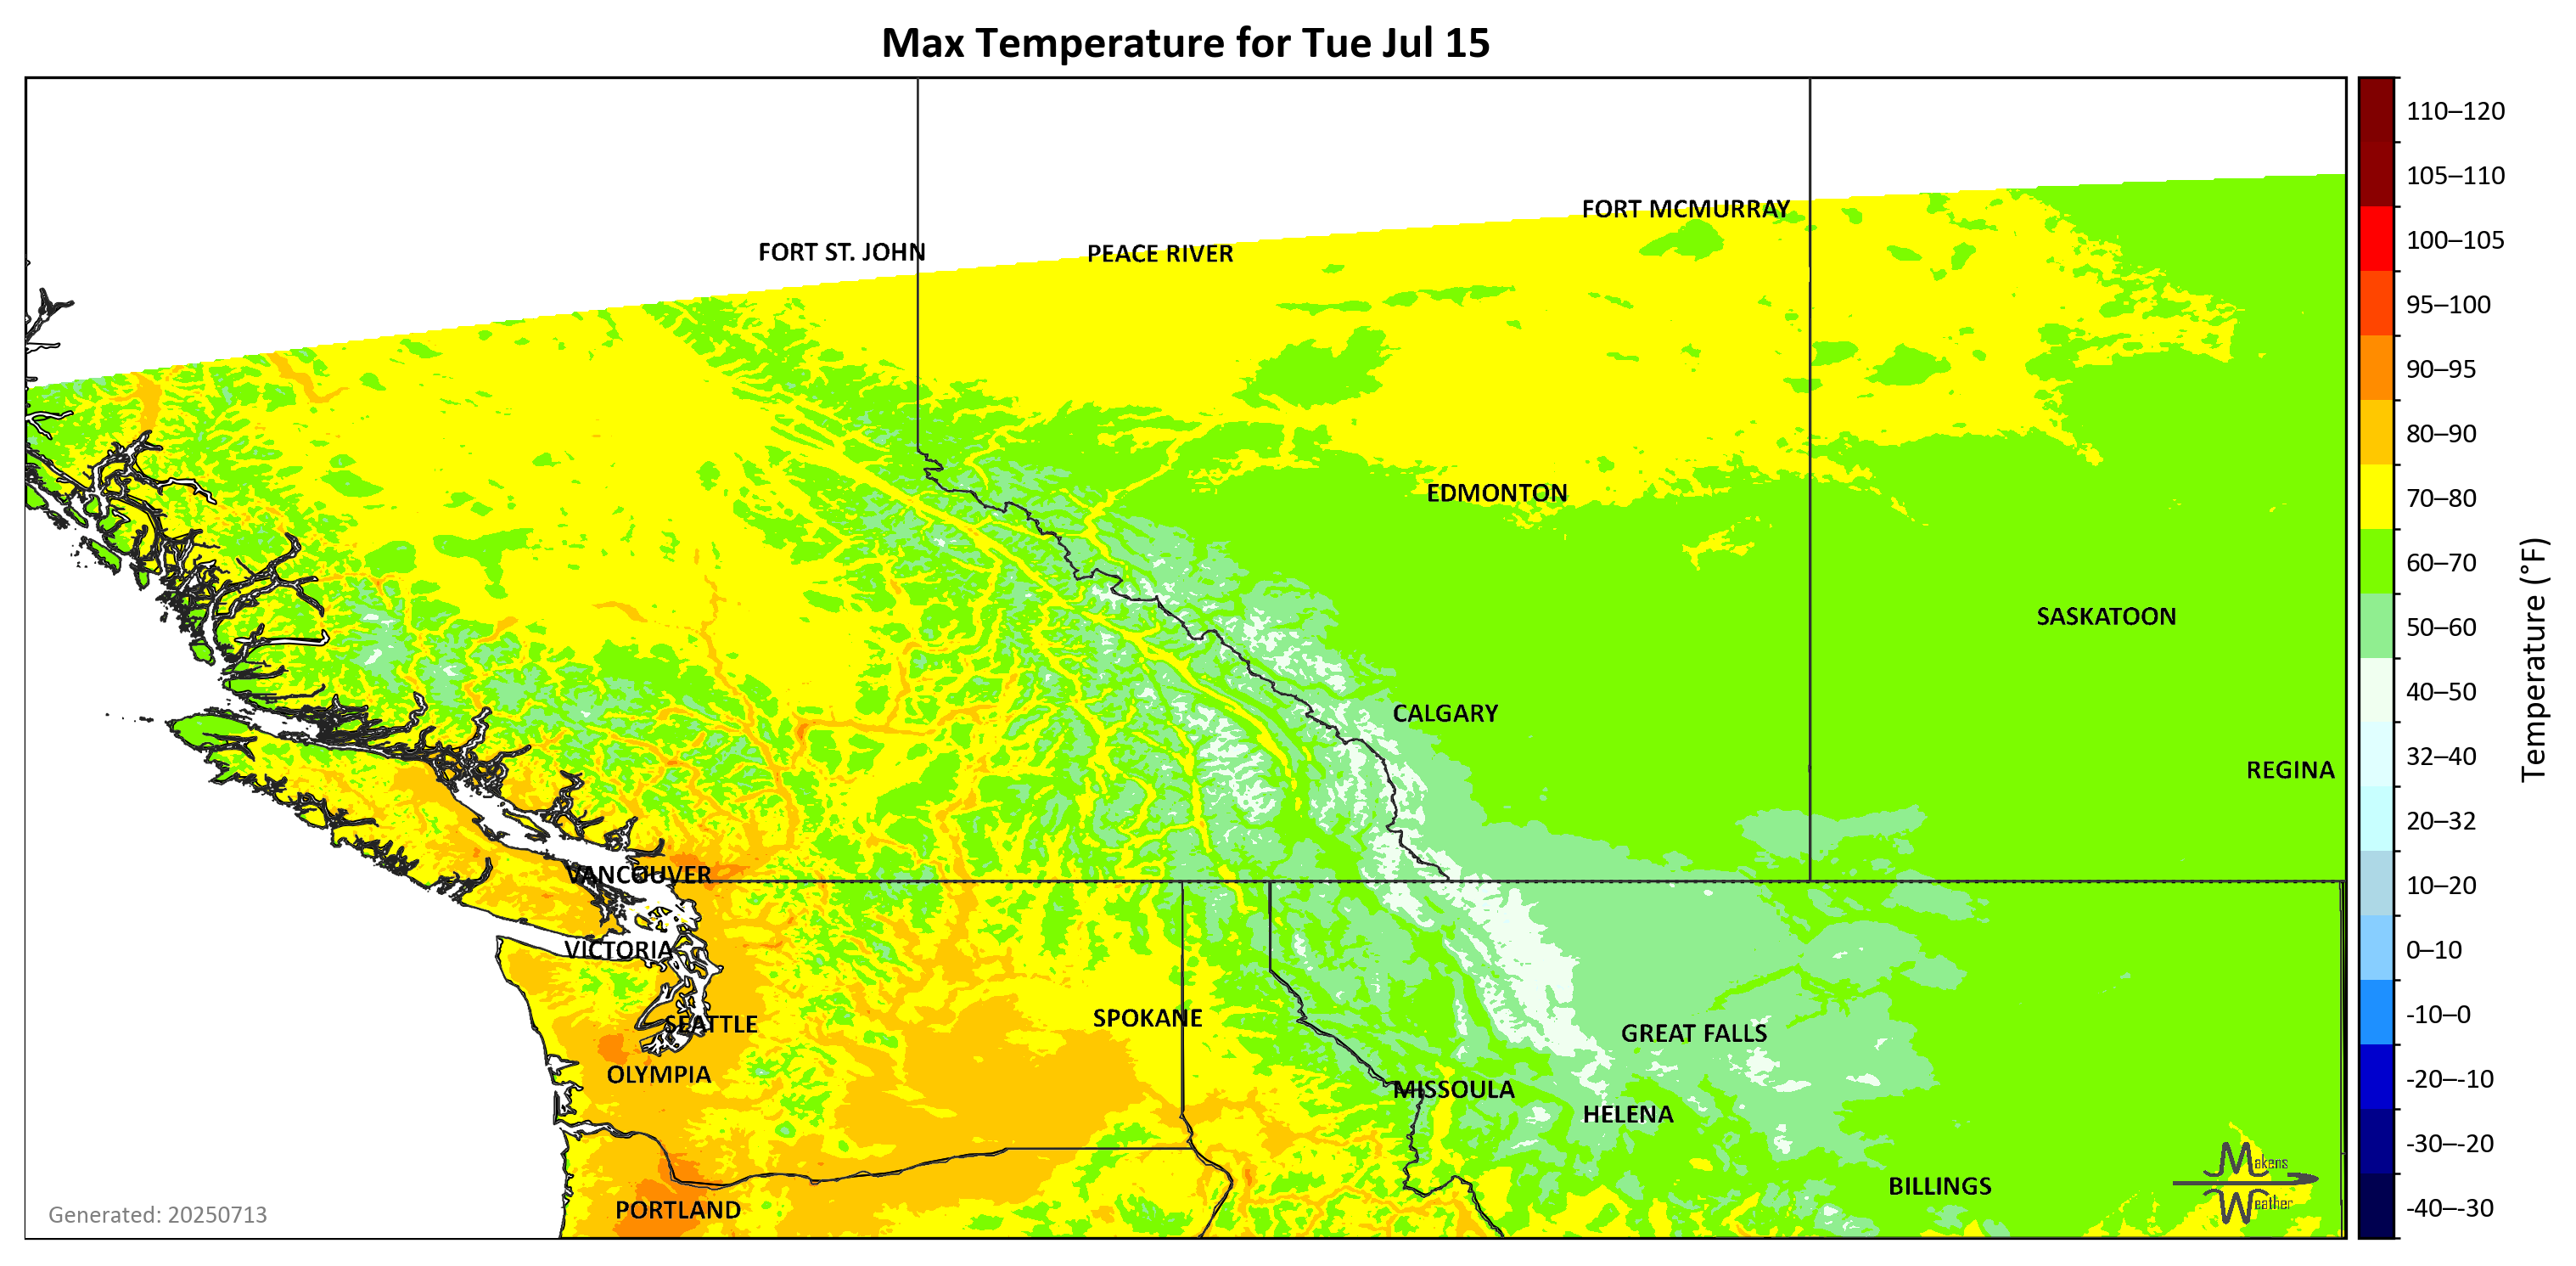 Max Temperature for Tue Jul 15
FORT MCMURRAY
FORT ST. JOHN
PEACE RIVER
EDMONTON
SASKATOON
CALGARY
REGINA
VANCOUVER
VICTORIA
SPOKANE
SEATTLE
GREAT FALLS
OLYMPIA
MISSOULA
HELENA
BILLINGS
PORTLAND
Generated: 20250713
Makens
Weather
110–120
105–110
100–105
95–100
90–95
80–90
70–80
60–70
50–60
40–50
32–40
20–32
10–20
0–10
-10–0
-20–-10
-30–-20
-40–-30
Temperature (°F)